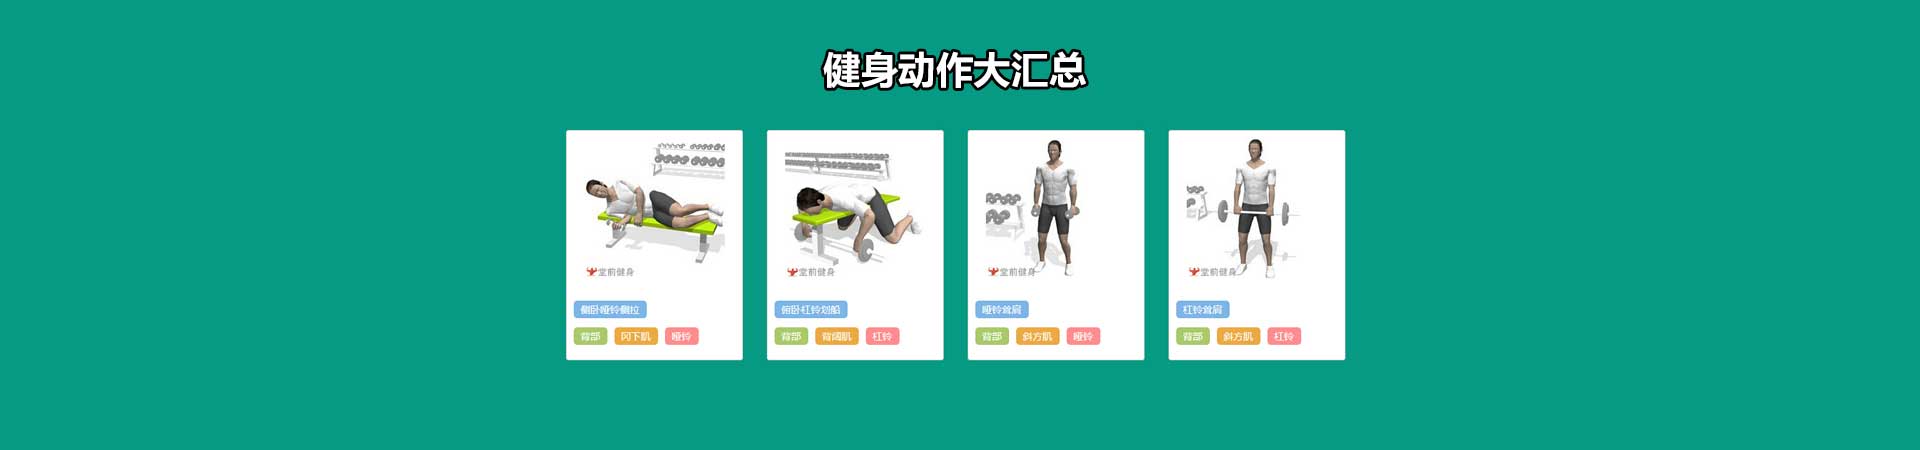 健身动作大汇总
堂前健身
堂前健身
堂前健身
堂前健身
侧卧哑铃侧拉
俯卧杠铃划船
哑铃耸肩
杠铃耸肩
背部 冈下肌 哑铃
背部 背阔肌 杠铃
背部 斜方肌 哑铃
背部 斜方肌 杠铃